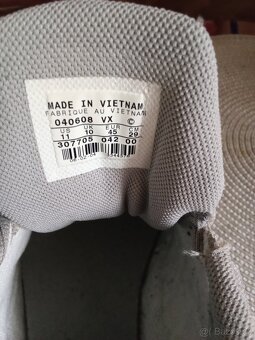 MADE IN VIETNAM
FABRIQUE AU VIETNAM
040608 VX ©
US UK EUR CM
11 10 45 29
307705 042 00